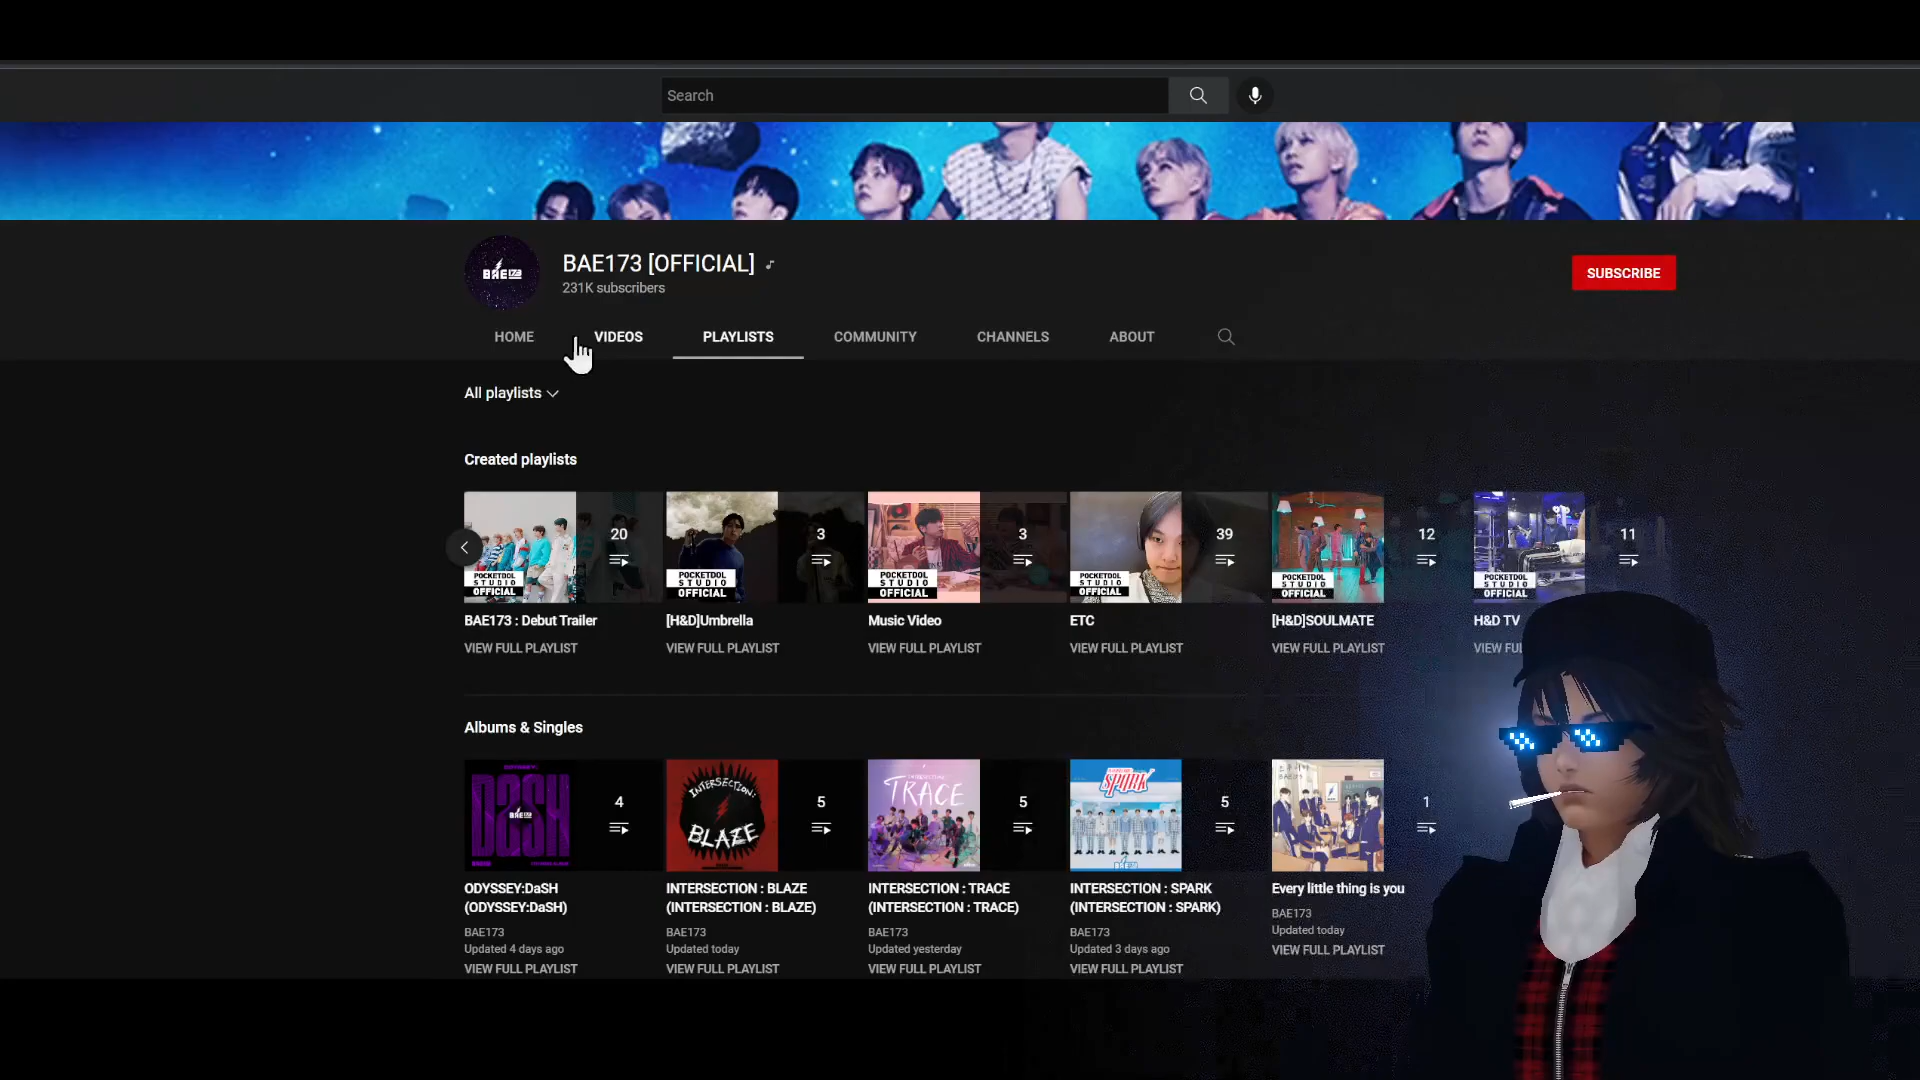 Search
BAE173 [OFFICIAL]
231K subscribers
SUBSCRIBE
HOME VIDEOS PLAYLISTS COMMUNITY CHANNELS ABOUT
All playlists
Created playlists
20 3 3 39 12 11
POCKETDOL STUDIO OFFICIAL
POCKETDOL STUDIO OFFICIAL
POCKETDOL STUDIO OFFICIAL
POCKETDOL STUDIO OFFICIAL
POCKETDOL STUDIO OFFICIAL
POCKETDOL STUDIO OFFICIAL
BAE173 : Debut Trailer [H&D]Umbrella Music Video ETC [H&D]SOULMATE H&D TV
VIEW FULL PLAYLIST VIEW FULL PLAYLIST VIEW FULL PLAYLIST VIEW FULL PLAYLIST VIEW FULL PLAYLIST VIEW FU
Albums & Singles
DaSH
INTERSECTION: BLAZE
INTERSECTION: TRACE
SPARK
4 5 5 5 1
ODYSSEY:DaSH INTERSECTION : BLAZE INTERSECTION : TRACE INTERSECTION : SPARK Every little thing is you
(ODYSSEY:DaSH) (INTERSECTION : BLAZE) (INTERSECTION : TRACE) (INTERSECTION : SPARK)
BAE173 BAE173 BAE173 BAE173 BAE173
Updated 4 days ago Updated today Updated yesterday Updated 3 days ago Updated today
VIEW FULL PLAYLIST VIEW FULL PLAYLIST VIEW FULL PLAYLIST VIEW FULL PLAYLIST VIEW FULL PLAYLIST